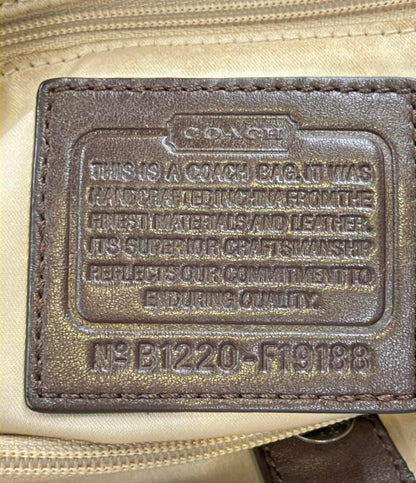 COACH
THIS IS A COACH BAG. IT WAS
HANDCRAFTED IN CHINA FROM THE
FINEST MATERIALS AND LEATHER.
ITS SUPERIOR CRAFTSMANSHIP
REFLECTS OUR COMMITMENT TO
ENDURING QUALITY.
Nº B1220-F19188